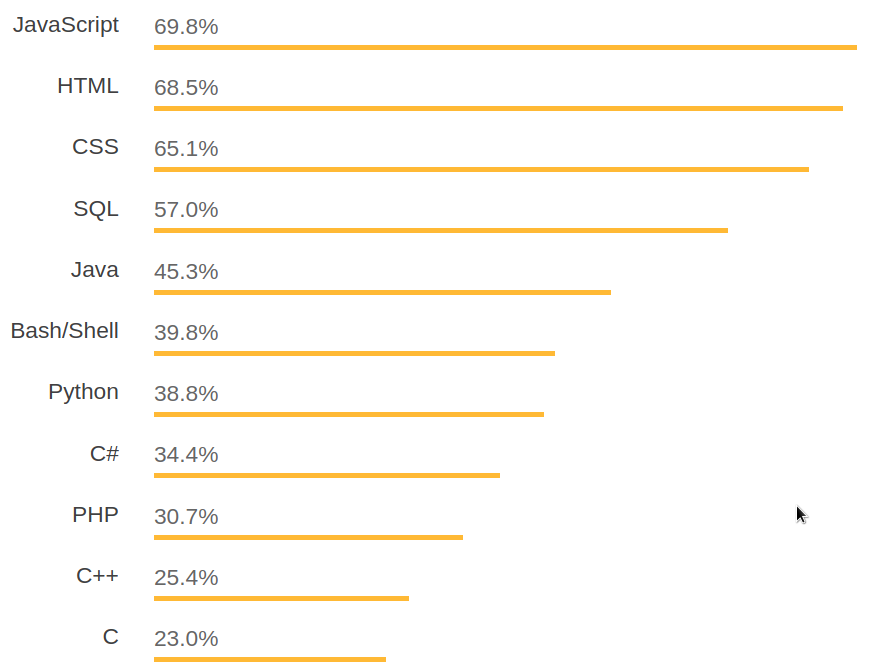 JavaScript 69.8%
HTML 68.5%
CSS 65.1%
SQL 57.0%
Java 45.3%
Bash/Shell 39.8%
Python 38.8%
C# 34.4%
PHP 30.7%
C++ 25.4%
C 23.0%